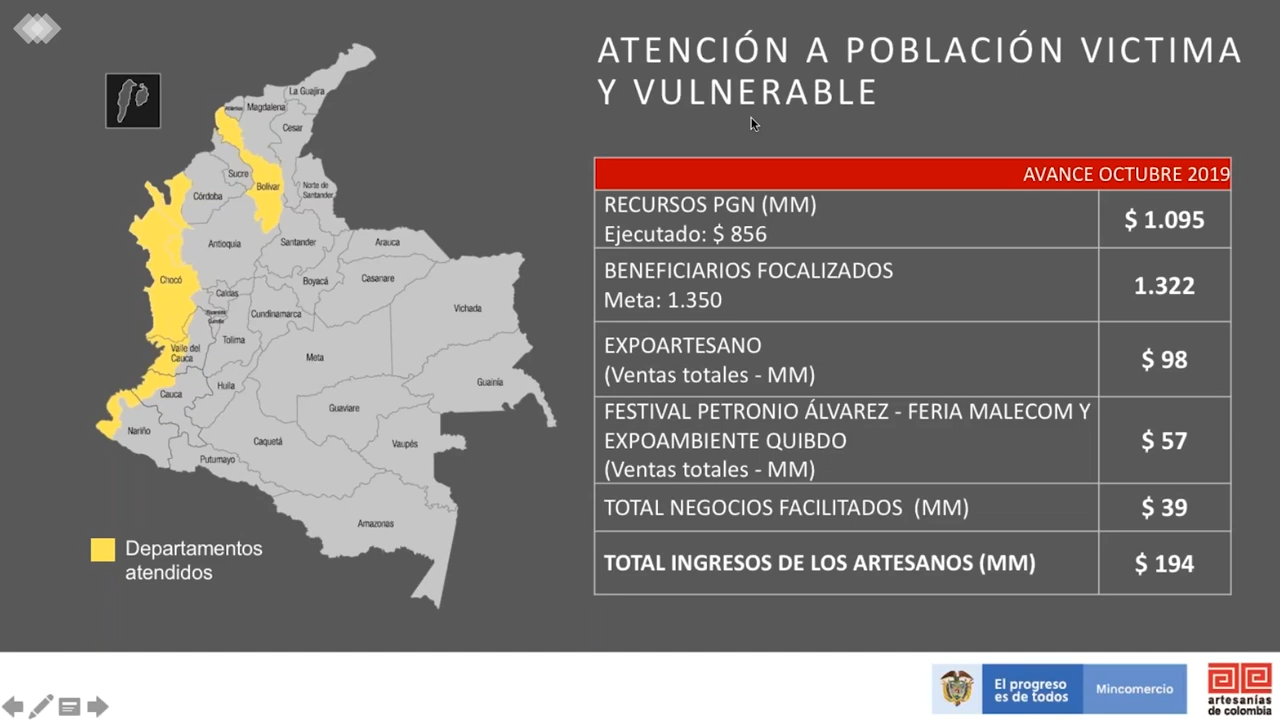 ATENCIÓN A POBLACIÓN VICTIMA
Y VULNERABLE
AVANCE OCTUBRE 2019
RECURSOS PGN (MM)
Ejecutado: $ 856
$ 1.095
BENEFICIARIOS FOCALIZADOS
Meta: 1.350
1.322
EXPOARTESANO
(Ventas totales - MM)
$ 98
FESTIVAL PETRONIO ÁLVAREZ - FERIA MALECOM Y
EXPOAMBIENTE QUIBDO
(Ventas totales - MM)
$ 57
TOTAL NEGOCIOS FACILITADOS (MM)
$ 39
TOTAL INGRESOS DE LOS ARTESANOS (MM)
$ 194
La Guajira
Magdalena
Cesar
Sucre
Bolívar
Norte de
Santander
Córdoba
Antioquia
Santander
Arauca
Chocó
Boyacá
Casanare
Caldas
Cundinamarca
Vichada
Tolima
Valle del
Cauca
Meta
Huila
Guainía
Cauca
Guaviare
Nariño
Caquetá
Vaupés
Putumayo
Amazonas
Departamentos
atendidos
El progreso
es de todos
Mincomercio
artesanías
de colombia